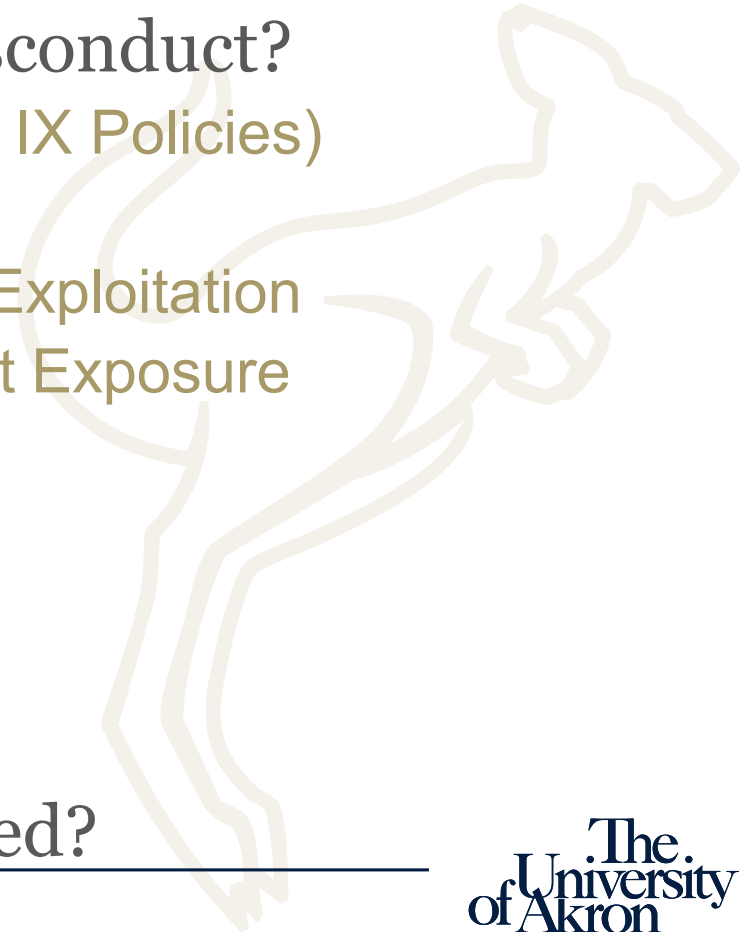 sconduct?
IX Policies)
Exploitation
t Exposure
ed?
The
University
of Akron